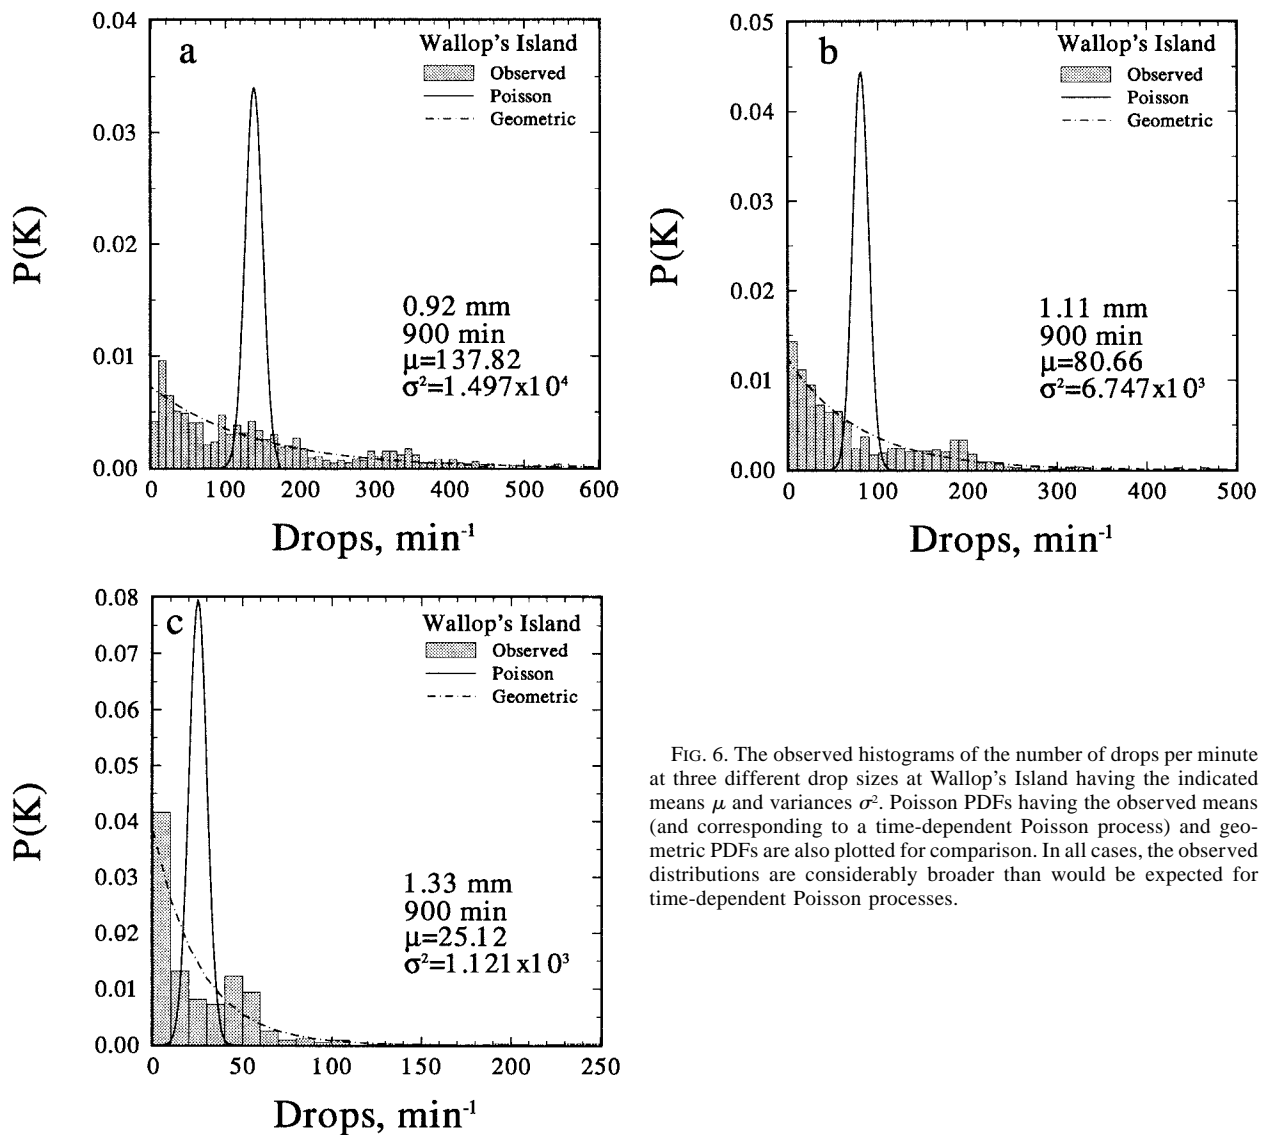 a
Wallop's Island
Observed
Poisson
Geometric
0.04
0.03
0.02
0.01
0.00
P(K)
0.92 mm
900 min
μ=137.82
σ²=1.497x10⁴
0 100 200 300 400 500 600
Drops, min⁻¹
b
Wallop's Island
Observed
Poisson
Geometric
0.05
0.04
0.03
0.02
0.01
0.00
P(K)
1.11 mm
900 min
μ=80.66
σ²=6.747x10³
0 100 200 300 400 500
Drops, min⁻¹
c
Wallop's Island
Observed
Poisson
Geometric
0.08
0.07
0.06
0.05
0.04
0.03
0.02
0.01
0.00
P(K)
1.33 mm
900 min
μ=25.12
σ²=1.121x10³
0 50 100 150 200 250
Drops, min⁻¹
FIG. 6. The observed histograms of the number of drops per minute
at three different drop sizes at Wallop's Island having the indicated
means μ and variances σ². Poisson PDFs having the observed means
(and corresponding to a time-dependent Poisson process) and geo-
metric PDFs are also plotted for comparison. In all cases, the observed
distributions are considerably broader than would be expected for
time-dependent Poisson processes.